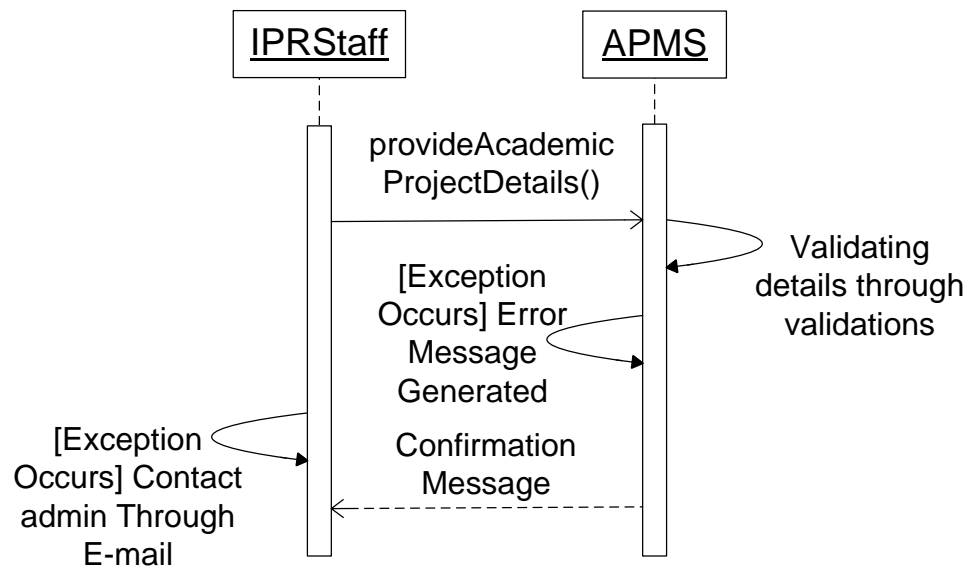 IPRStaff
APMS
provideAcademic
ProjectDetails()
Validating
details through
validations
[Exception
Occurs] Error
Message
Generated
[Exception
Occurs] Contact
admin Through
E-mail
Confirmation
Message